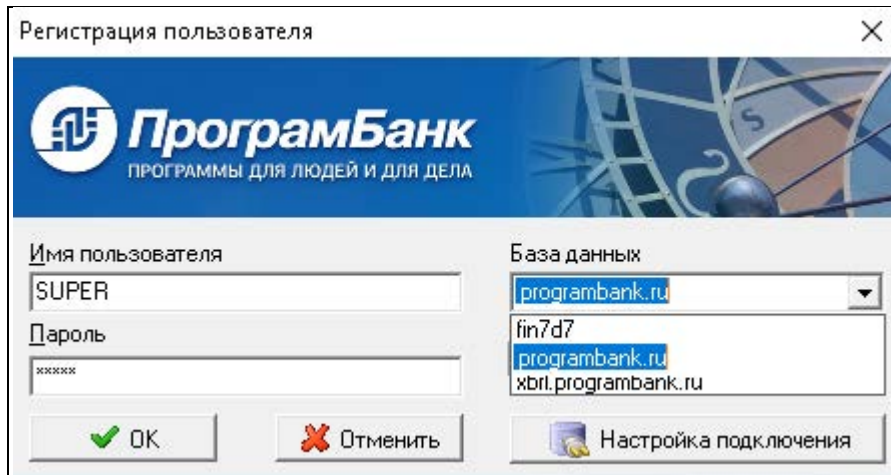 Регистрация пользователя
ПрограмБанк
ПРОГРАММЫ ДЛЯ ЛЮДЕЙ И ДЛЯ ДЕЛА
S
Имя пользователя
SUPER
Пароль
*****
База данных
programbank.ru
fin7d7
programbank.ru
xbrl.programbank.ru
OK
Отменить
Настройка подключения